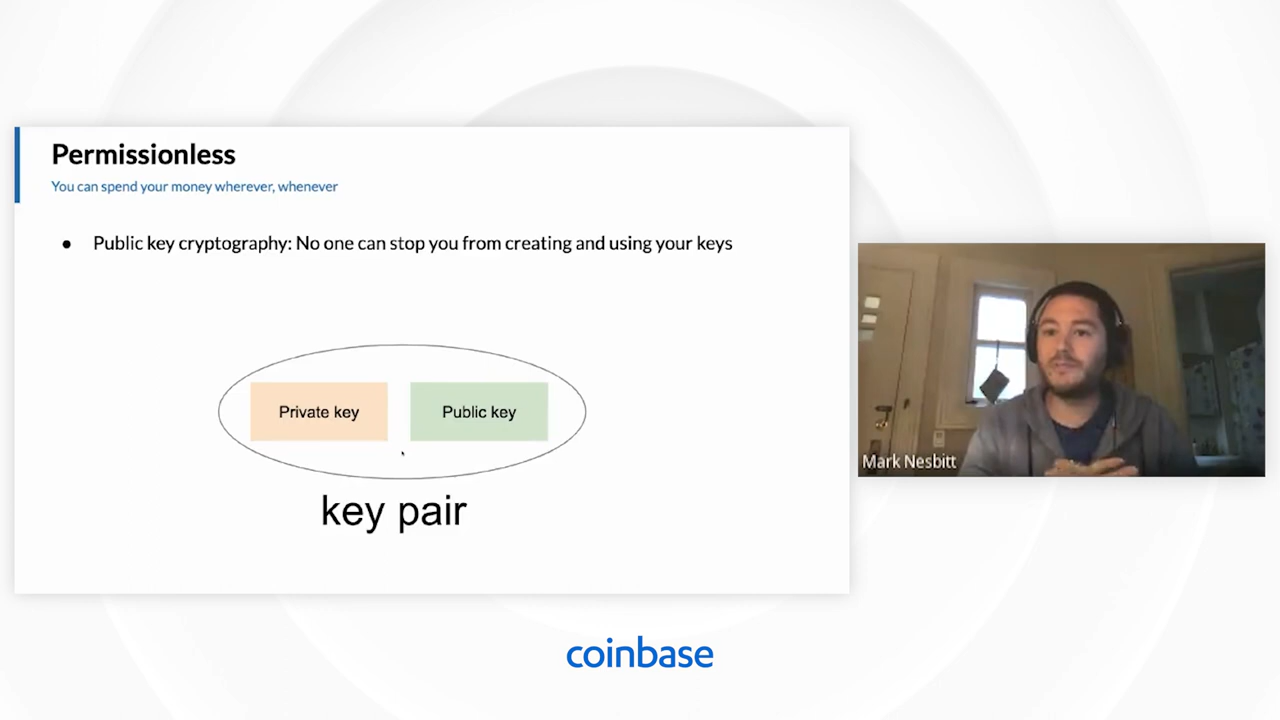 Permissionless
You can spend your money wherever, whenever
● Public key cryptography: No one can stop you from creating and using your keys
Private key
Public key
key pair
Mark Nesbitt
coinbase